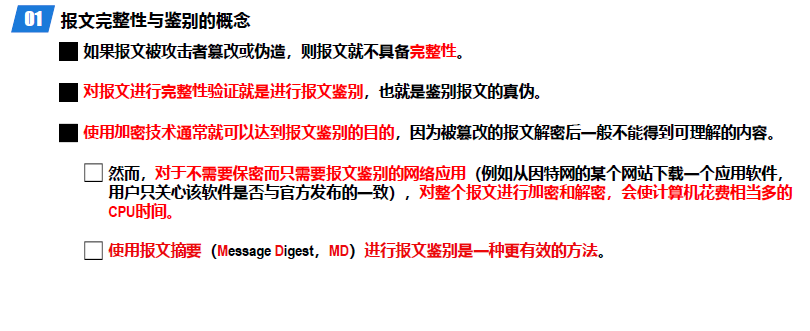 01 报文完整性与鉴别的概念
如果报文被攻击者篡改或伪造，则报文就不具备完整性。
对报文进行完整性验证就是进行报文鉴别，也就是鉴别报文的真伪。
使用加密技术通常就可以达到报文鉴别的目的，因为被篡改的报文解密后一般不能得到可理解的内容。
然而，对于不需要保密而只需要报文鉴别的网络应用（例如从因特网的某个网站下载一个应用软件，
用户只关心该软件是否与官方发布的一致），对整个报文进行加密和解密，会使计算机花费相当多的
CPU时间。
使用报文摘要（Message Digest，MD）进行报文鉴别是一种更有效的方法。